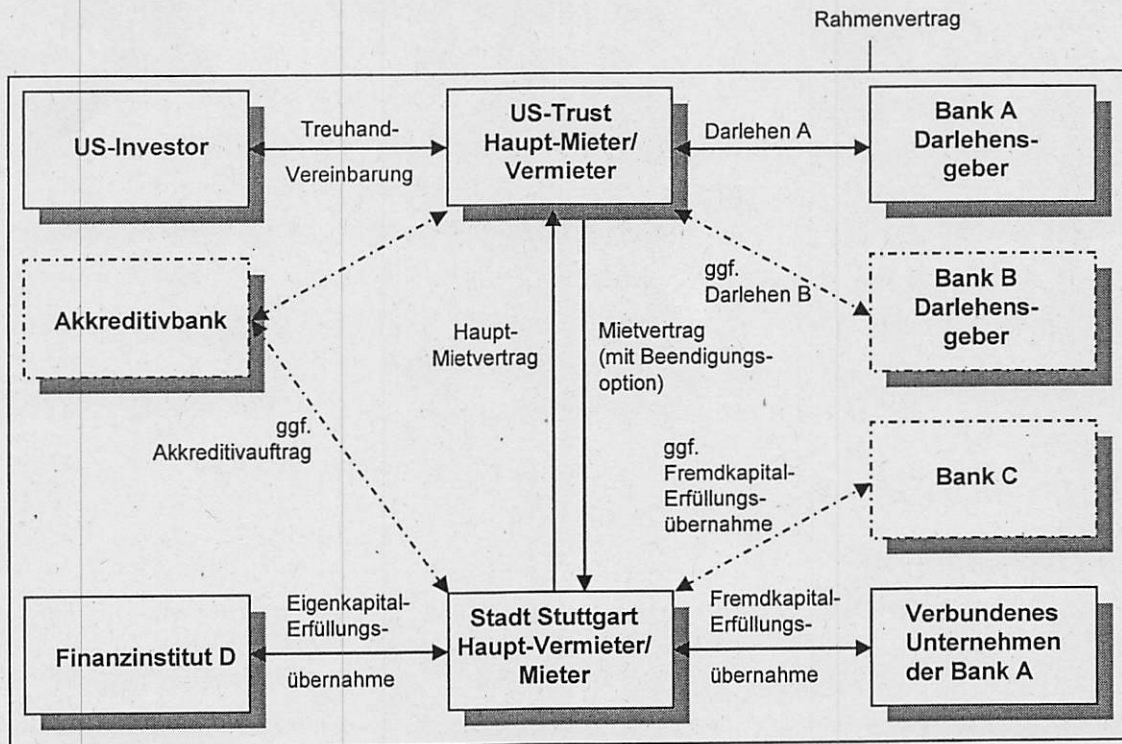 Rahmenvertrag
US-Investor
Treuhand-
Vereinbarung
US-Trust
Haupt-Mieter/
Vermieter
Darlehen A
Bank A
Darlehens-
geber
Akkreditivbank
ggf.
Darlehen B
Bank B
Darlehens-
geber
Haupt-
Mietvertrag
Mietvertrag
(mit Beendigungs-
option)
ggf.
Akkreditivauftrag
ggf.
Fremdkapital-
Erfüllungs-
übernahme
Bank C
Finanzinstitut D
Eigenkapital-
Erfüllungs-
übernahme
Stadt Stuttgart
Haupt-Vermieter/
Mieter
Fremdkapital-
Erfüllungs-
übernahme
Verbundenes
Unternehmen
der Bank A